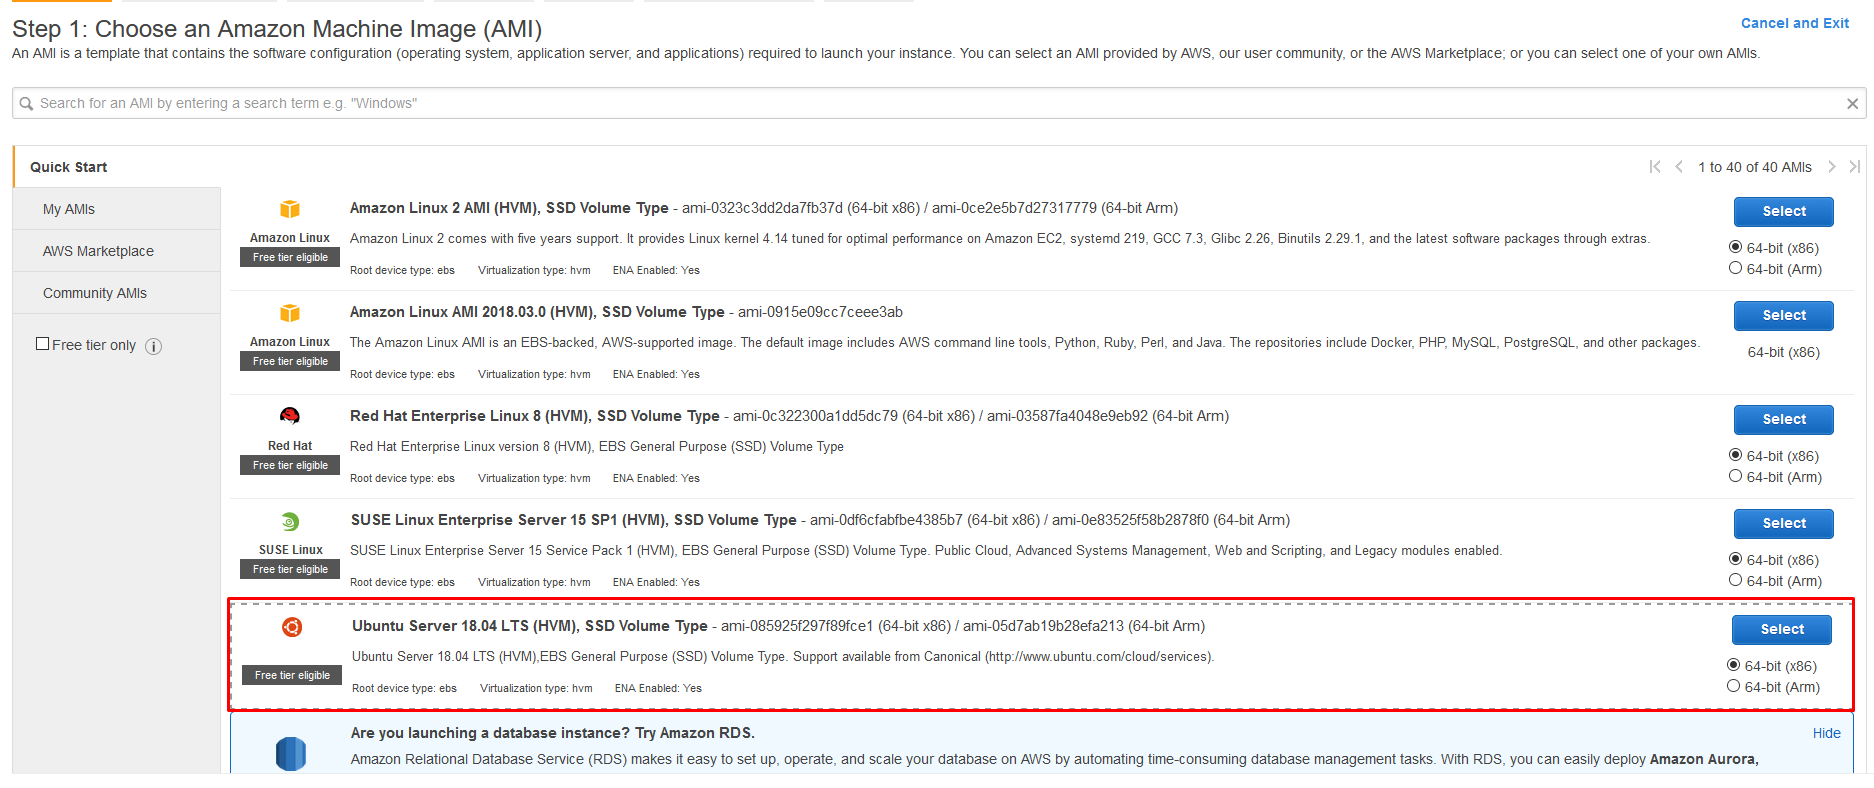 Step 1: Choose an Amazon Machine Image (AMI)
Cancel and Exit
An AMI is a template that contains the software configuration (operating system, application server, and applications) required to launch your instance. You can select an AMI provided by AWS, our user community, or the AWS Marketplace; or you can select one of your own AMIs.
Search for an AMI by entering a search term e.g. "Windows"
Quick Start
1 to 40 of 40 AMIs
My AMIs
AWS Marketplace
Community AMIs
Free tier only
Amazon Linux
Free tier eligible
Amazon Linux 2 AMI (HVM), SSD Volume Type - ami-0323c3dd2da7fb37d (64-bit x86) / ami-0ce2e5b7d27317779 (64-bit Arm)
Amazon Linux 2 comes with five years support. It provides Linux kernel 4.14 tuned for optimal performance on Amazon EC2, systemd 219, GCC 7.3, Glibc 2.26, Binutils 2.29.1, and the latest software packages through extras.
Root device type: ebs Virtualization type: hvm ENA Enabled: Yes
Select
64-bit (x86)
64-bit (Arm)
Amazon Linux
Free tier eligible
Amazon Linux AMI 2018.03.0 (HVM), SSD Volume Type - ami-0915e09cc7ceee3ab
The Amazon Linux AMI is an EBS-backed, AWS-supported image. The default image includes AWS command line tools, Python, Ruby, Perl, and Java. The repositories include Docker, PHP, MySQL, PostgreSQL, and other packages.
Root device type: ebs Virtualization type: hvm ENA Enabled: Yes
Select
64-bit (x86)
Red Hat
Free tier eligible
Red Hat Enterprise Linux 8 (HVM), SSD Volume Type - ami-0c322300a1dd5dc79 (64-bit x86) / ami-03587fa4048e9eb92 (64-bit Arm)
Red Hat Enterprise Linux version 8 (HVM), EBS General Purpose (SSD) Volume Type
Root device type: ebs Virtualization type: hvm ENA Enabled: Yes
Select
64-bit (x86)
64-bit (Arm)
SUSE Linux
Free tier eligible
SUSE Linux Enterprise Server 15 SP1 (HVM), SSD Volume Type - ami-0df6cfabfbe4385b7 (64-bit x86) / ami-0e83525f58b2878f0 (64-bit Arm)
SUSE Linux Enterprise Server 15 Service Pack 1 (HVM), EBS General Purpose (SSD) Volume Type. Public Cloud, Advanced Systems Management, Web and Scripting, and Legacy modules enabled.
Root device type: ebs Virtualization type: hvm ENA Enabled: Yes
Select
64-bit (x86)
64-bit (Arm)
Free tier eligible
Ubuntu Server 18.04 LTS (HVM), SSD Volume Type - ami-085925f297f89fce1 (64-bit x86) / ami-05d7ab19b28efa213 (64-bit Arm)
Ubuntu Server 18.04 LTS (HVM),EBS General Purpose (SSD) Volume Type. Support available from Canonical (http://www.ubuntu.com/cloud/services).
Root device type: ebs Virtualization type: hvm ENA Enabled: Yes
Select
64-bit (x86)
64-bit (Arm)
Are you launching a database instance? Try Amazon RDS.
Hide
Amazon Relational Database Service (RDS) makes it easy to set up, operate, and scale your database on AWS by automating time-consuming database management tasks. With RDS, you can easily deploy Amazon Aurora,